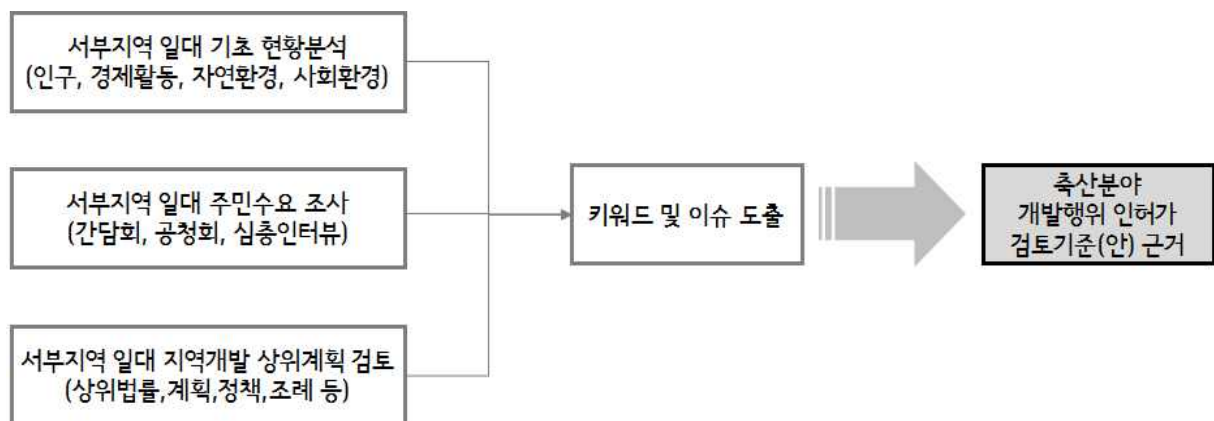 서부지역 일대 기초 현황분석
(인구, 경제활동, 자연환경, 사회환경)
서부지역 일대 주민수요 조사
(간담회, 공청회, 심층인터뷰)
서부지역 일대 지역개발 상위계획 검토
(상위법률,계획,정책,조례 등)
키워드 및 이슈 도출
축산분야
개발행위 인허가
검토기준(안) 근거